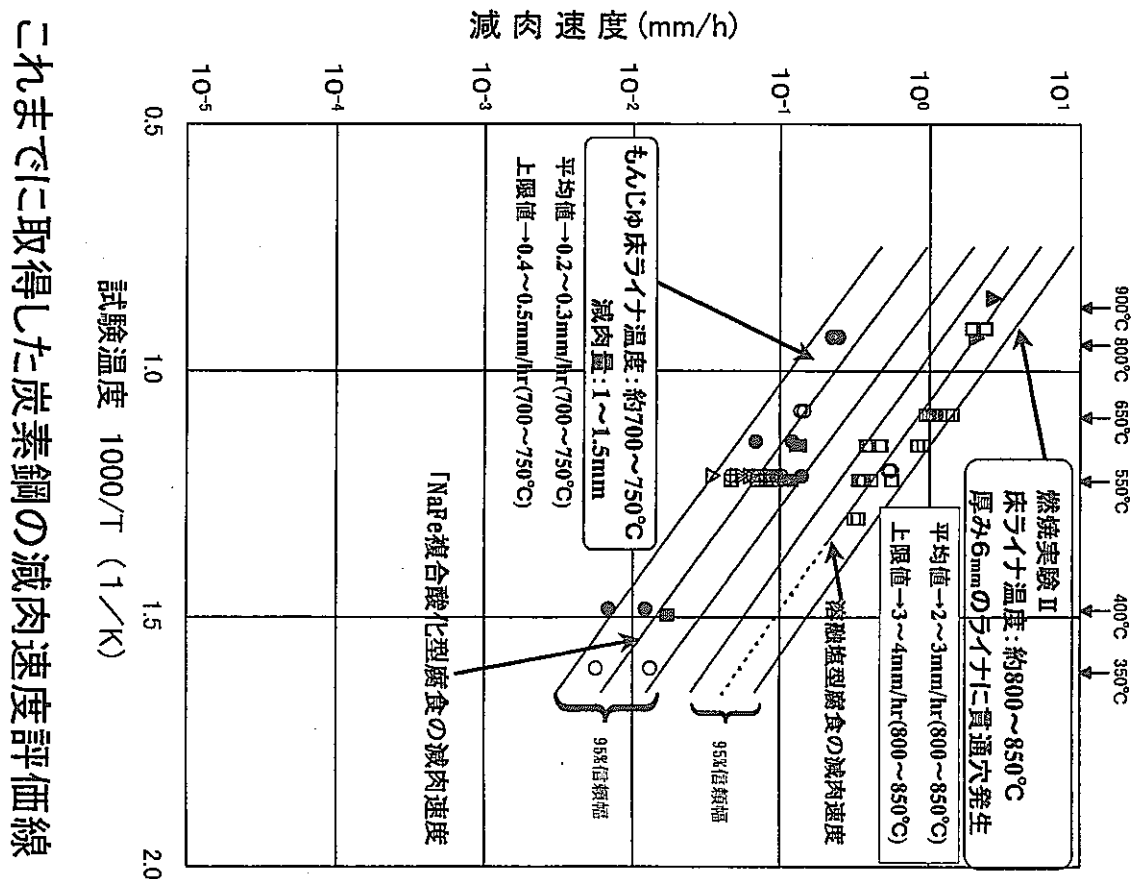 減肉速度 (mm/h)
10¹
10⁰
10⁻¹
10⁻²
10⁻³
10⁻⁴
10⁻⁵
900℃
800℃
650℃
550℃
400℃
350℃
燃焼実験Ⅱ
床ライナ温度：約800～850℃
厚み6mmのライナに貫通穴発生
平均値→2～3mm/hr(800～850℃)
上限値→3～4mm/hr(800～850℃)
溶融塩型腐食の減肉速度
95%信頼幅
95%信頼幅
もんじゅ床ライナ温度：約700～750℃
減肉量：1～1.5mm
平均値→0.2～0.3mm/hr(700～750℃)
上限値→0.4～0.5mm/hr(700～750℃)
「NaFe複合酸化型腐食の減肉速度
0.5
1.0
1.5
2.0
試験温度 1000/T (1／K)
これまでに取得した炭素鋼の減肉速度評価線